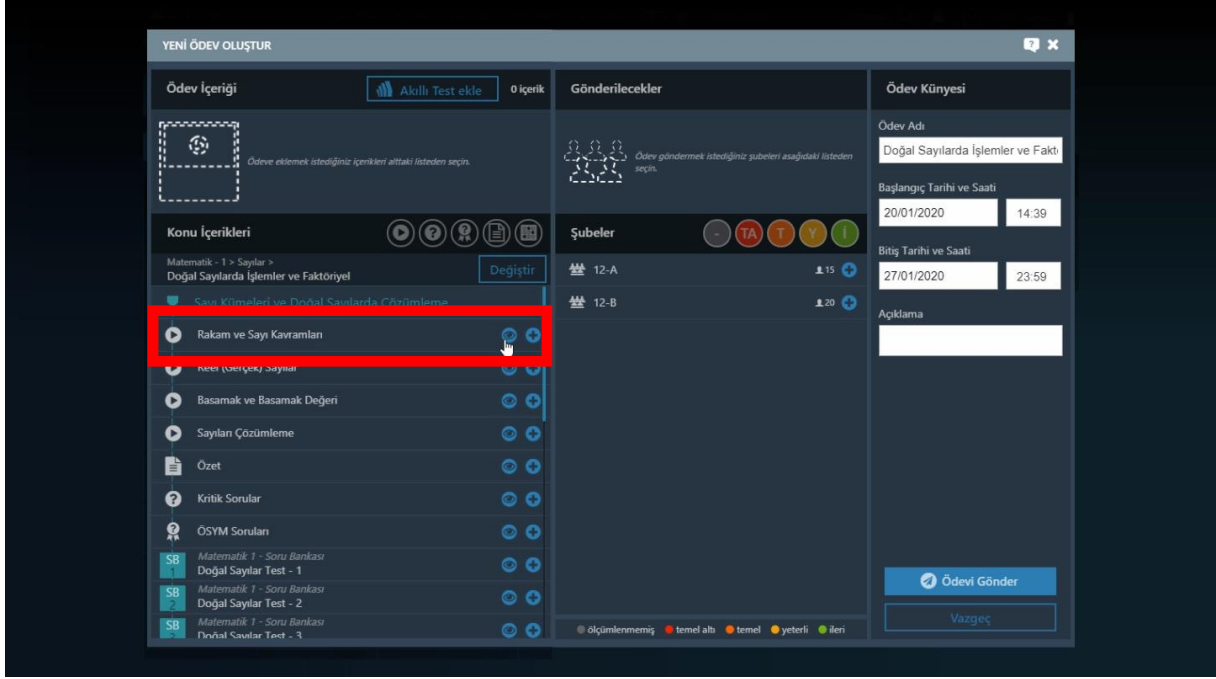 YENİ ÖDEV OLUŞTUR
Ödev İçeriği
Akıllı Test ekle
0 içerik
Ödeve eklemek istediğiniz içerikleri alttaki listeden seçin.
Konu İçerikleri
Matematik - 1 > Sayılar >
Doğal Sayılarda İşlemler ve Faktöriyel
Değiştir
Sayı Kümeleri ve Doğal Sayılarda Çözümleme
Rakam ve Sayı Kavramları
Reel (Gerçek) Sayılar
Basamak ve Basamak Değeri
Sayıları Çözümleme
Özet
Kritik Sorular
ÖSYM Soruları
SB 1
Matematik 1 - Soru Bankası
Doğal Sayılar Test - 1
SB 2
Matematik 1 - Soru Bankası
Doğal Sayılar Test - 2
SB
Matematik 1 - Soru Bankası
Doğal Sayılar Test - 3
Gönderilecekler
Ödev göndermek istediğiniz şubeleri aşağıdaki listeden
seçin.
Şubeler
- TA T Y İ
12-A 15
12-B 20
ölçümlenmemiş temel altı temel yeterli ileri
Ödev Künyesi
Ödev Adı
Doğal Sayılarda İşlemler ve Fakt
Başlangıç Tarihi ve Saati
20/01/2020 14:39
Bitiş Tarihi ve Saati
27/01/2020 23:59
Açıklama
Ödevi Gönder
Vazgeç